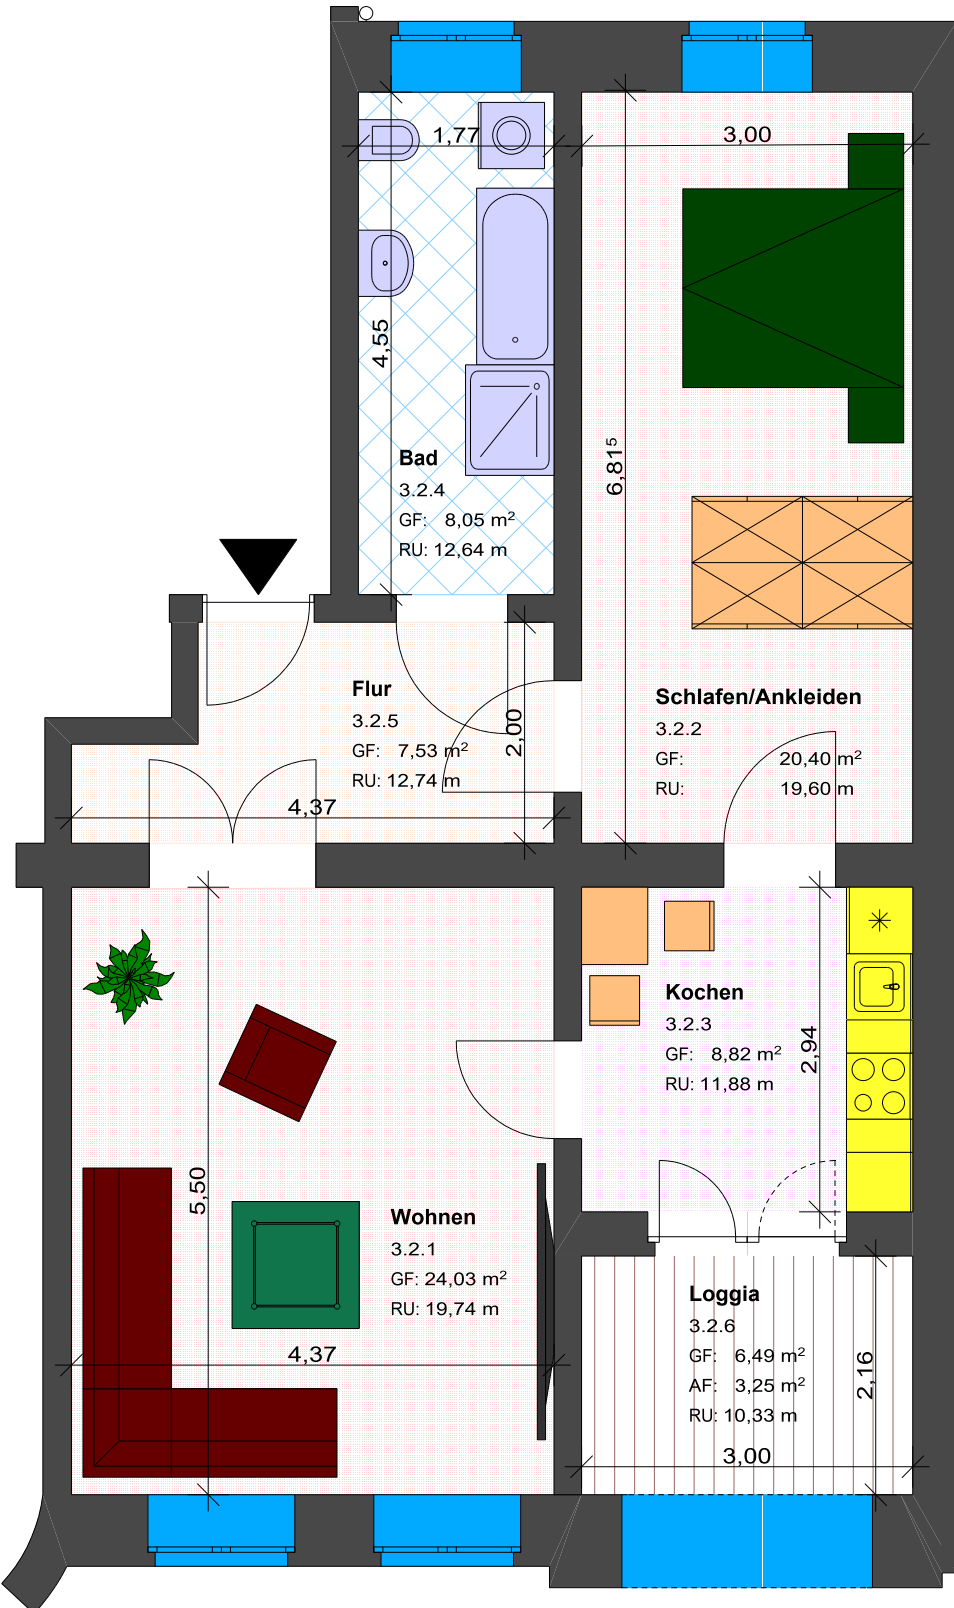 1,77
3,00
4,55
6,81⁵
Bad
3.2.4
GF: 8,05 m²
RU: 12,64 m
Flur
3.2.5
GF: 7,53 m²
RU: 12,74 m
2,00
4,37
Schlafen/Ankleiden
3.2.2
GF: 20,40 m²
RU: 19,60 m
Kochen
3.2.3
GF: 8,82 m²
RU: 11,88 m
2,94
5,50
Wohnen
3.2.1
GF: 24,03 m²
RU: 19,74 m
4,37
Loggia
3.2.6
GF: 6,49 m²
AF: 3,25 m²
RU: 10,33 m
2,16
3,00